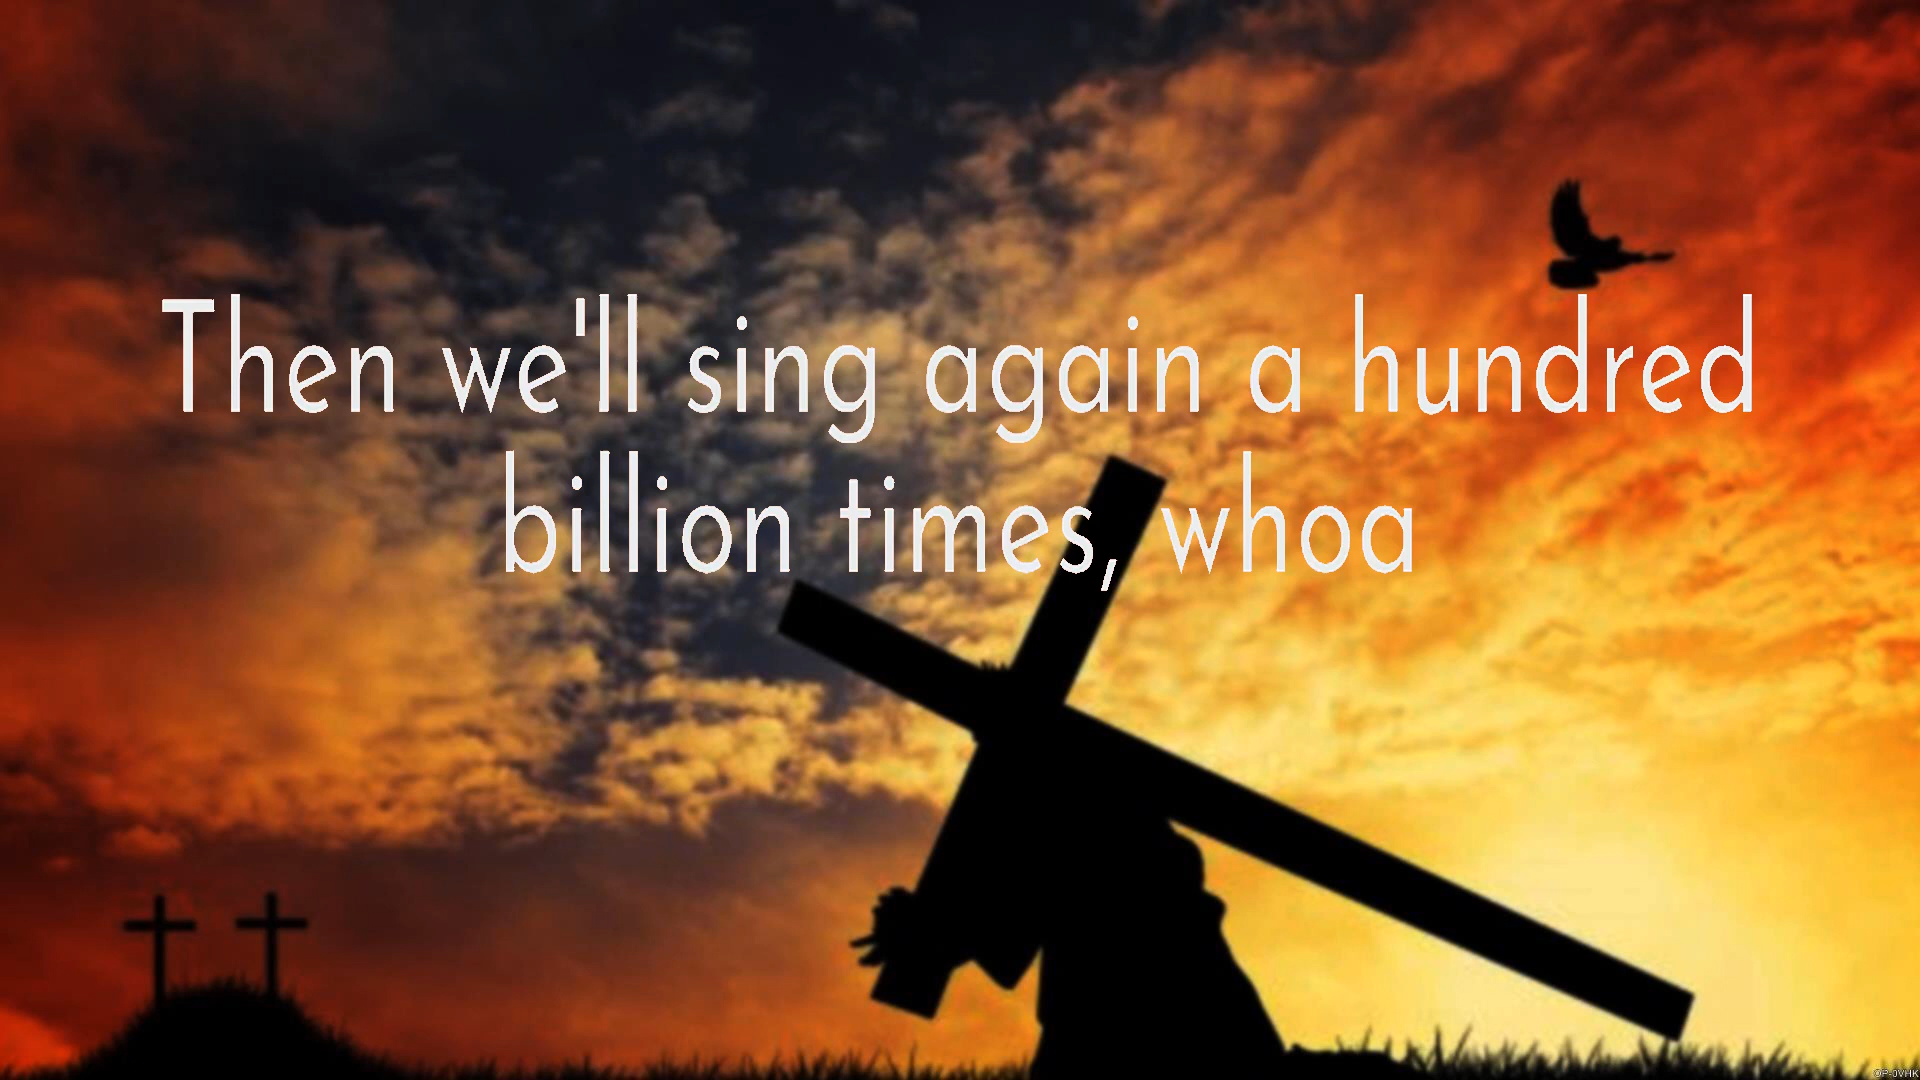 Then we'll sing again a hundred
billion times, whoa